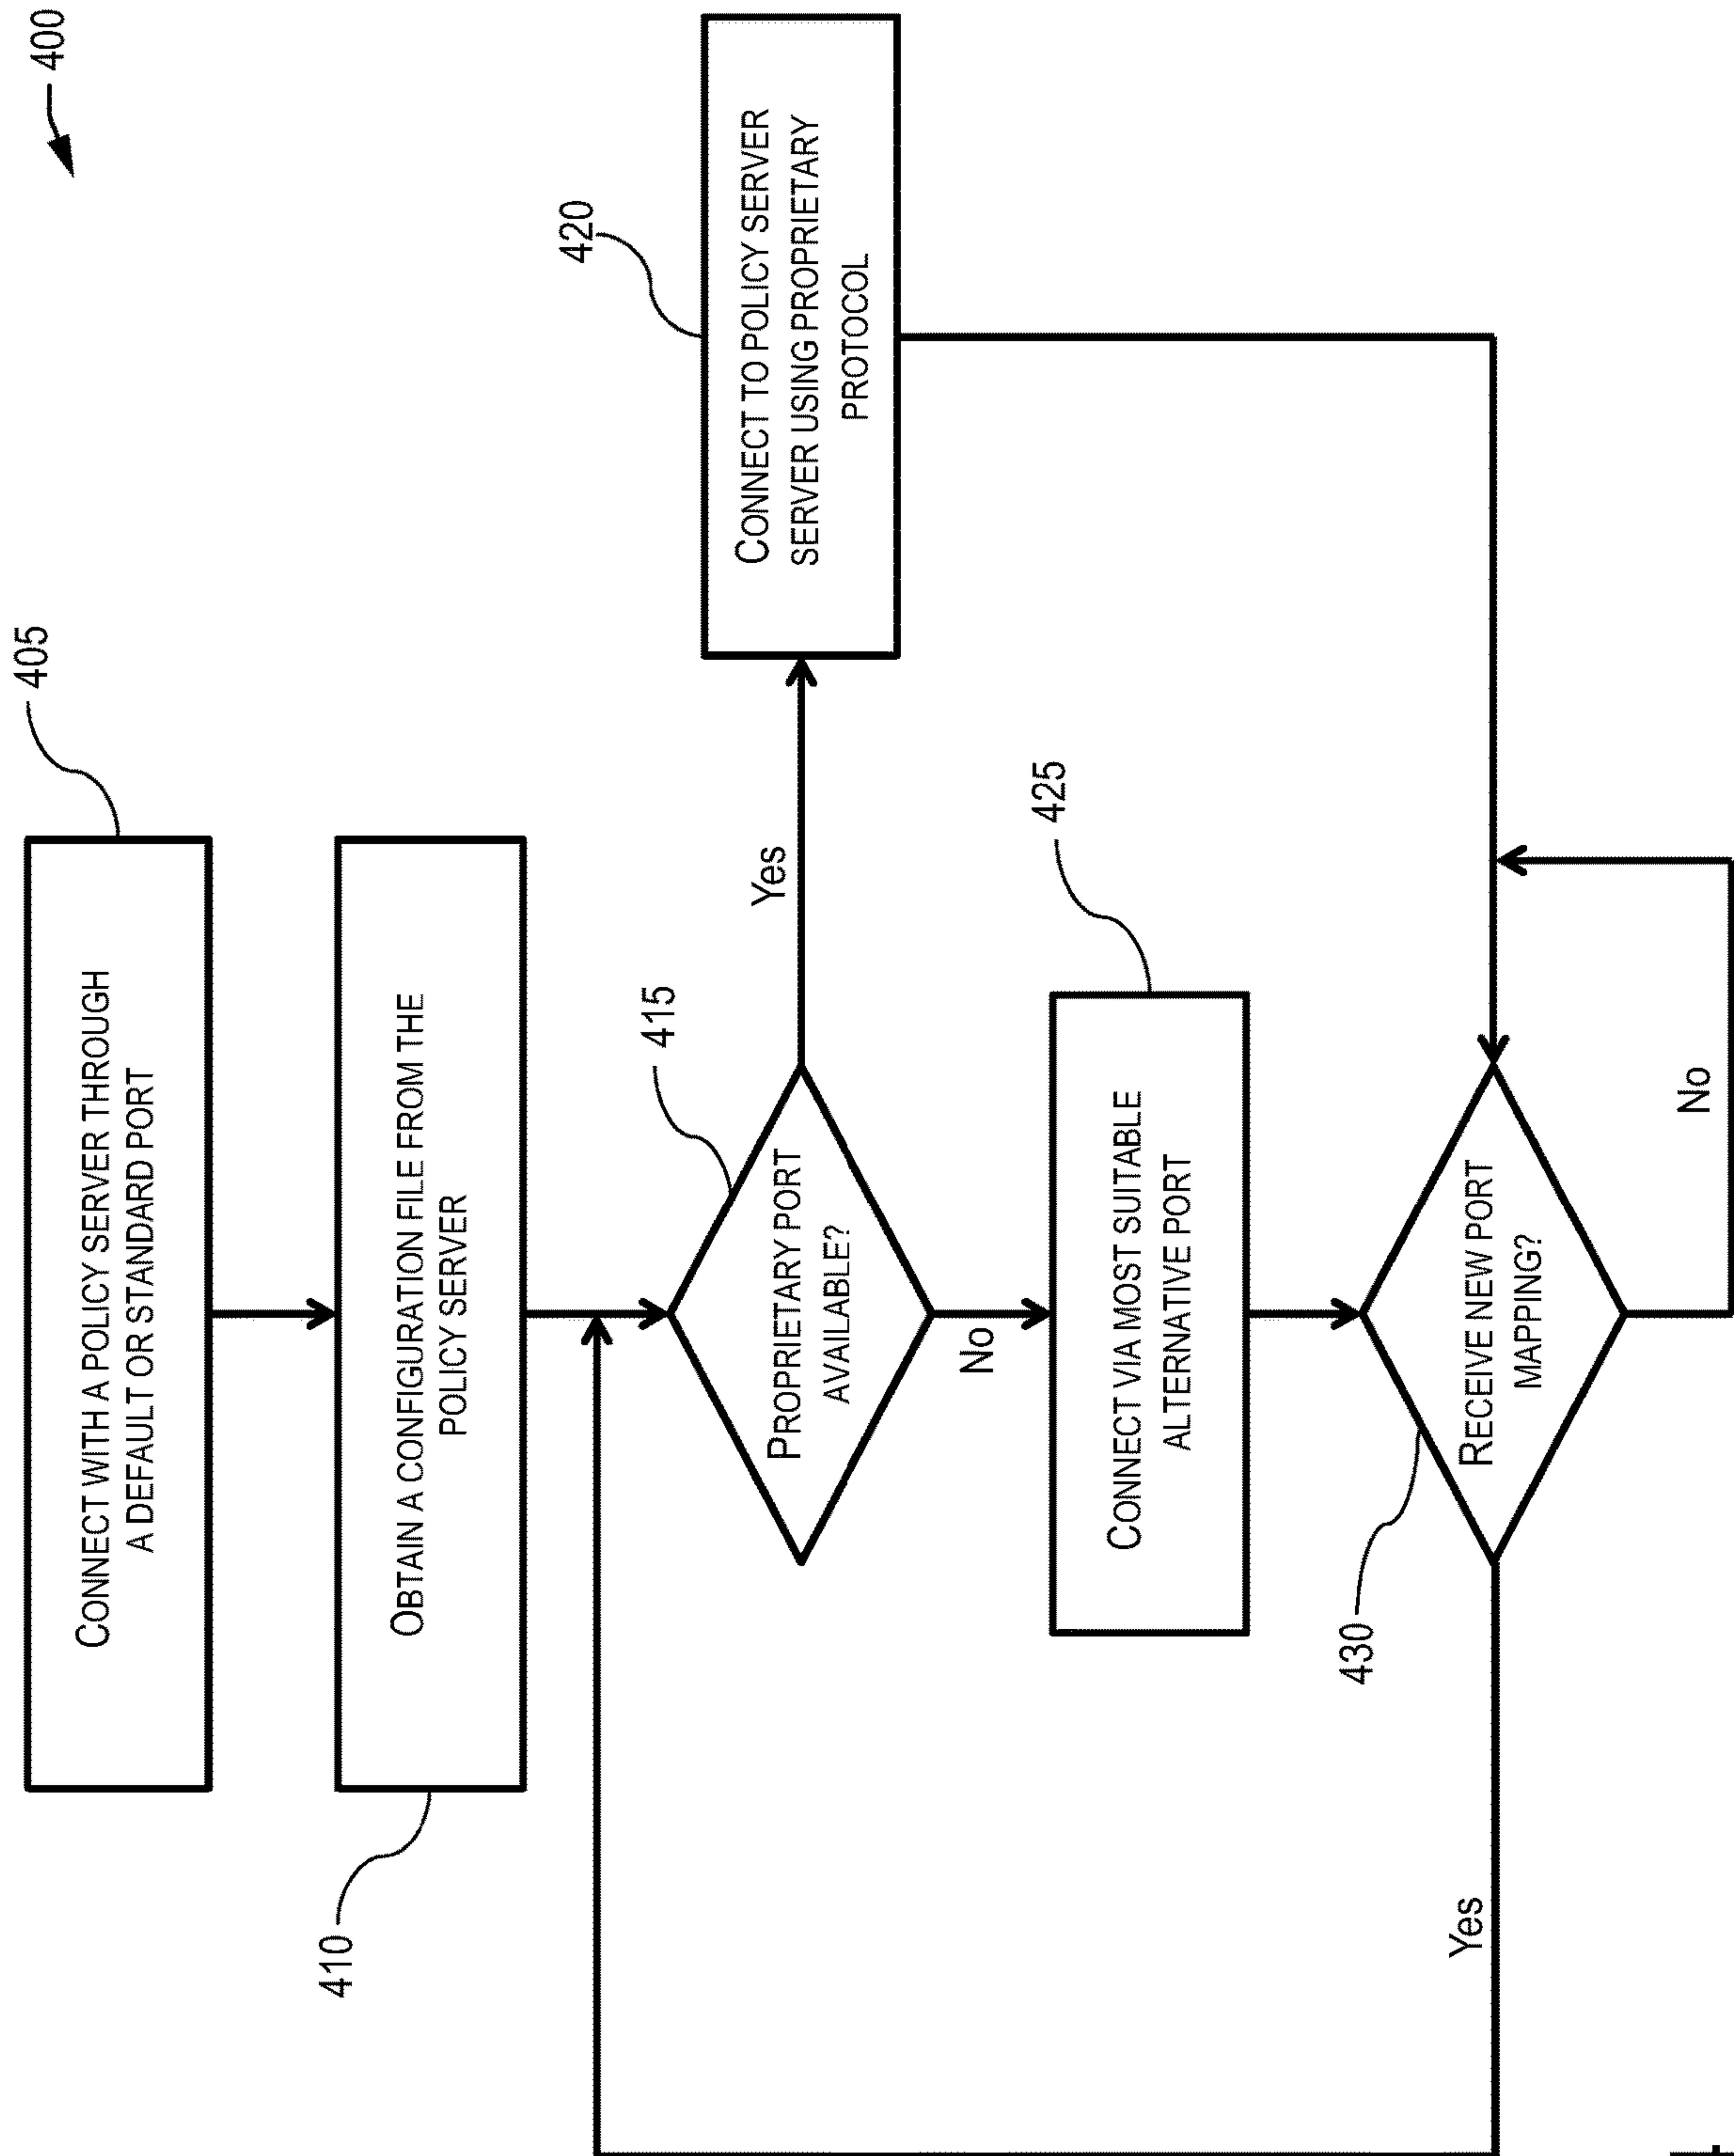 400
405
CONNECT WITH A POLICY SERVER THROUGH
A DEFAULT OR STANDARD PORT
OBTAIN A CONFIGURATION FILE FROM THE
POLICY SERVER
410
415
PROPRIETARY PORT
AVAILABLE?
Yes
420
CONNECT TO POLICY SERVER
SERVER USING PROPRIETARY
PROTOCOL
No
425
CONNECT VIA MOST SUITABLE
ALTERNATIVE PORT
430
RECEIVE NEW PORT
MAPPING?
Yes
No